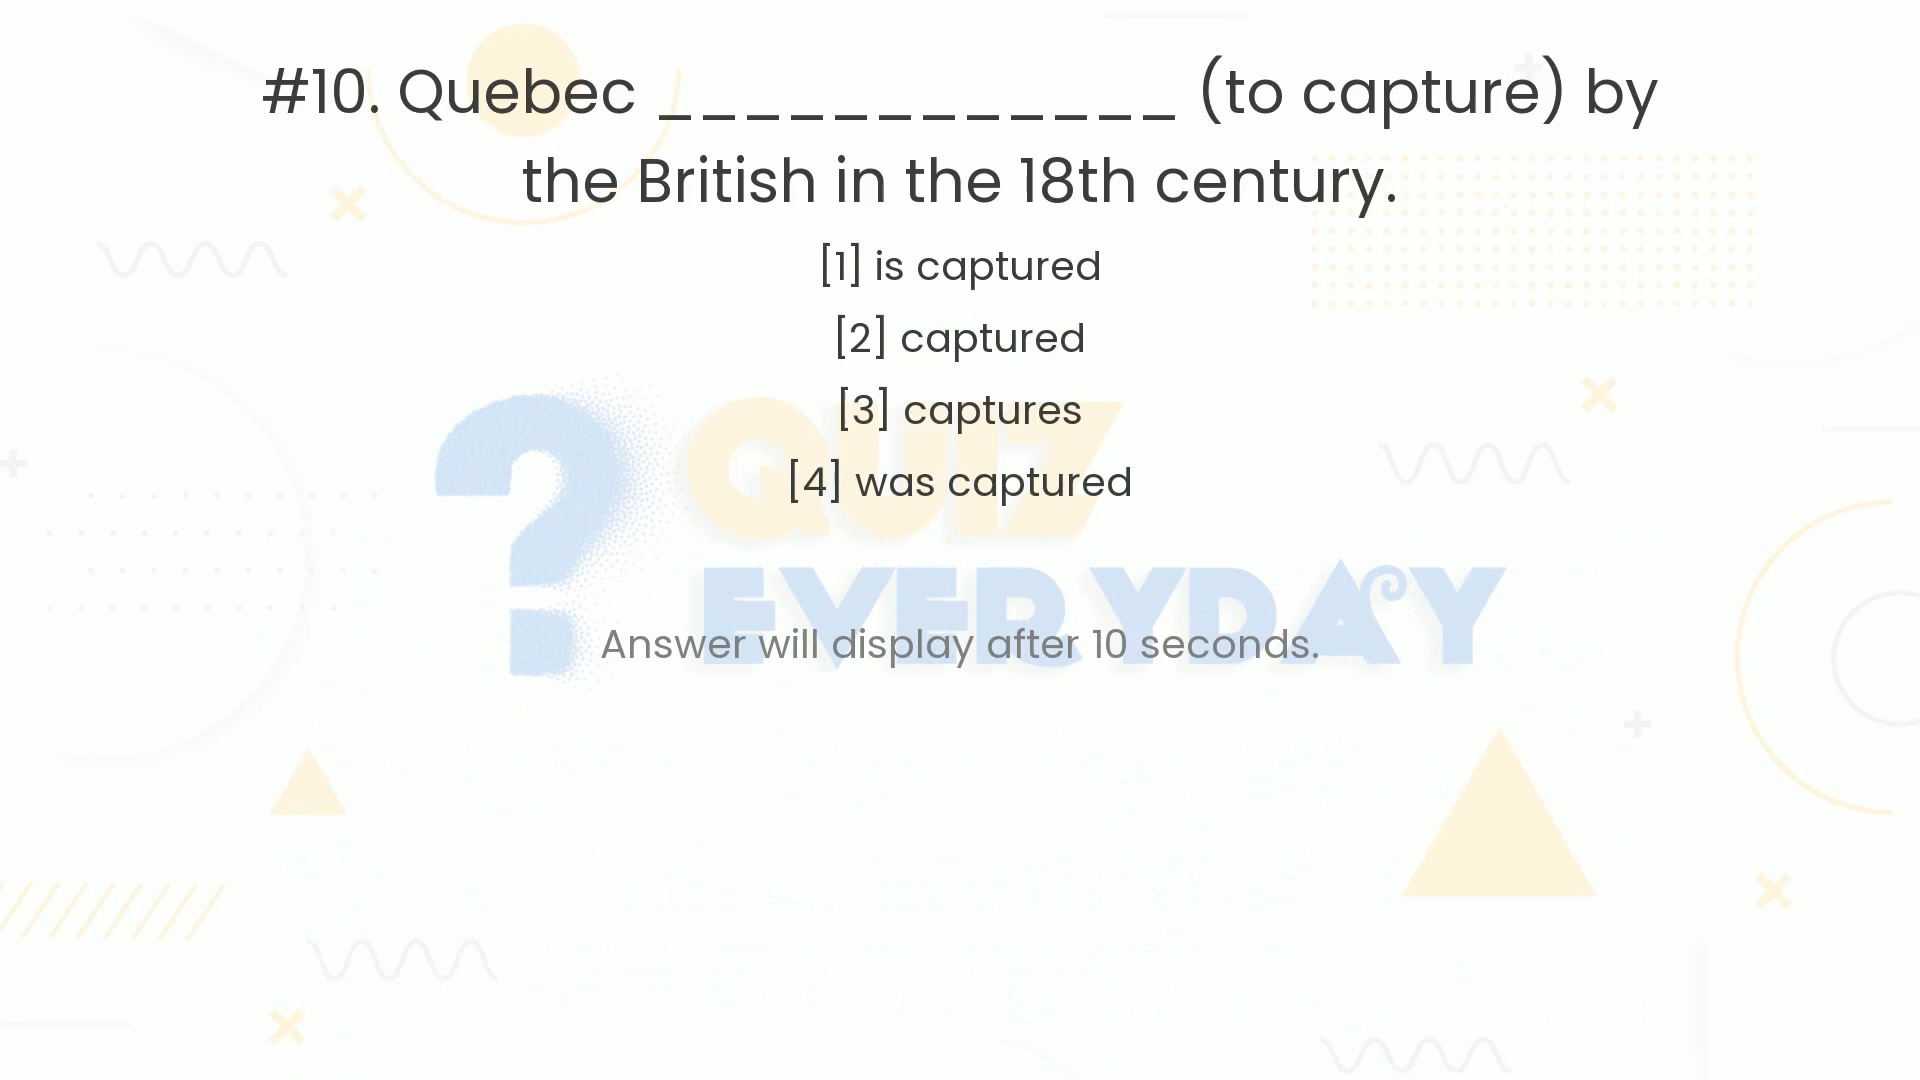 #10. Quebec ____________ (to capture) by
the British in the 18th century.
[1] is captured
[2] captured
[3] captures
[4] was captured
QUIZ
EVERYDAY
Answer will display after 10 seconds.